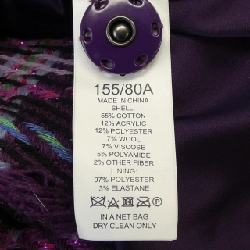 155/80A
MADE IN CHINA
SHELL:
55% COTTON
12% ACRYLIC
12% POLYESTER
7% WOOL
7% VISCOSE
5% POLYAMIDE
2% OTHER FIBER
LINING:
97% POLYESTER
3% ELASTANE
IN A NET BAG
DRY CLEAN ONLY